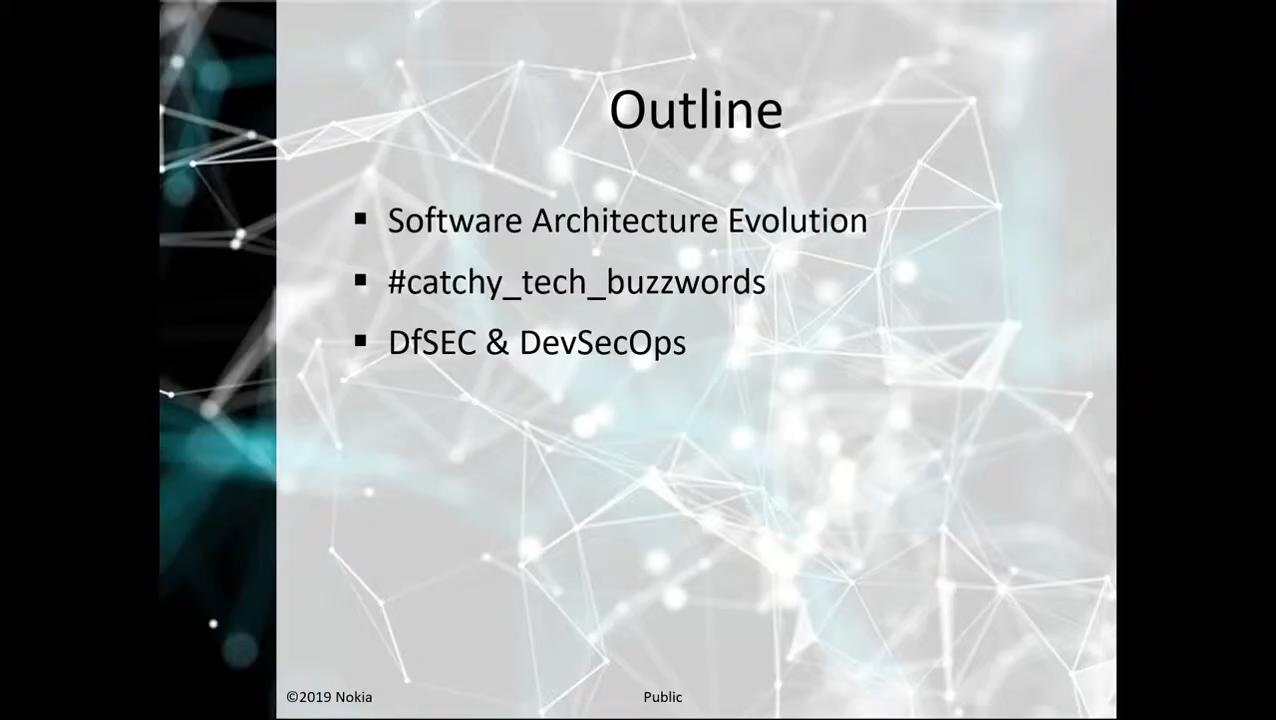 Outline
▪ Software Architecture Evolution
▪ #catchy_tech_buzzwords
▪ DfSEC & DevSecOps
©2019 Nokia
Public